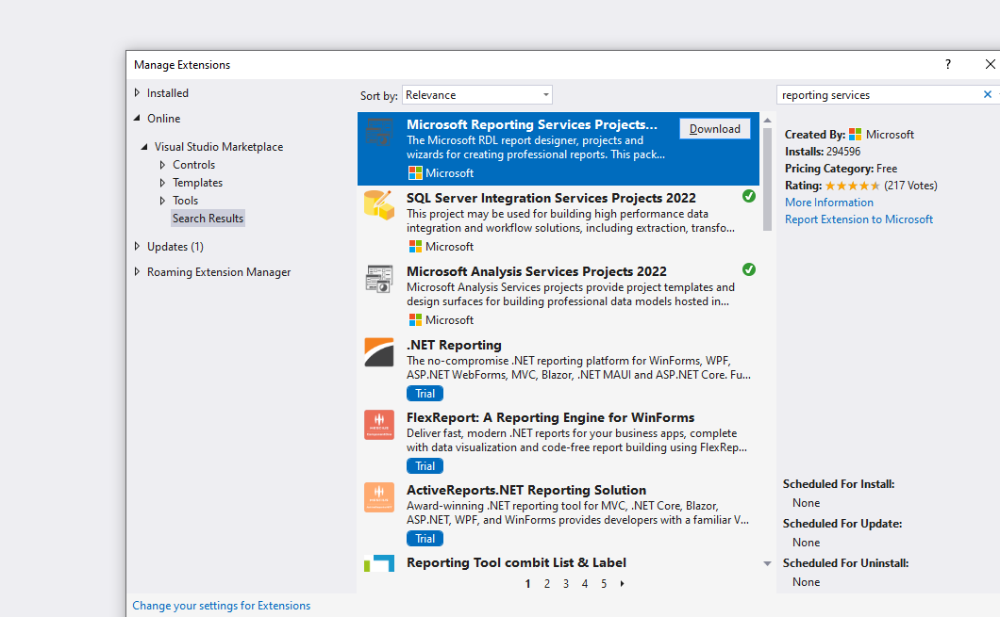 Manage Extensions
?
Installed
Online
Visual Studio Marketplace
Controls
Templates
Tools
Search Results
Updates (1)
Roaming Extension Manager
Sort by: Relevance
Microsoft Reporting Services Projects...
Download
The Microsoft RDL report designer, projects and
wizards for creating professional reports. This pack...
Microsoft
SQL Server Integration Services Projects 2022
This project may be used for building high performance data
integration and workflow solutions, including extraction, transfo...
Microsoft
Microsoft Analysis Services Projects 2022
Microsoft Analysis Services projects provide project templates and
design surfaces for building professional data models hosted in...
Microsoft
.NET Reporting
The no-compromise .NET reporting platform for WinForms, WPF,
ASP.NET WebForms, MVC, Blazor, .NET MAUI and ASP.NET Core. Fu...
Trial
FlexReport: A Reporting Engine for WinForms
Deliver fast, modern .NET reports for your business apps, complete
with data visualization and code-free report building using FlexRep...
Trial
ActiveReports.NET Reporting Solution
Award-winning .NET reporting tool for MVC, .NET Core, Blazor,
ASP.NET, WPF, and WinForms provides developers with a familiar V...
Trial
Reporting Tool combit List & Label
1 2 3 4 5
reporting services
Created By: Microsoft
Installs: 294596
Pricing Category: Free
Rating: (217 Votes)
More Information
Report Extension to Microsoft
Scheduled For Install:
None
Scheduled For Update:
None
Scheduled For Uninstall:
None
Change your settings for Extensions